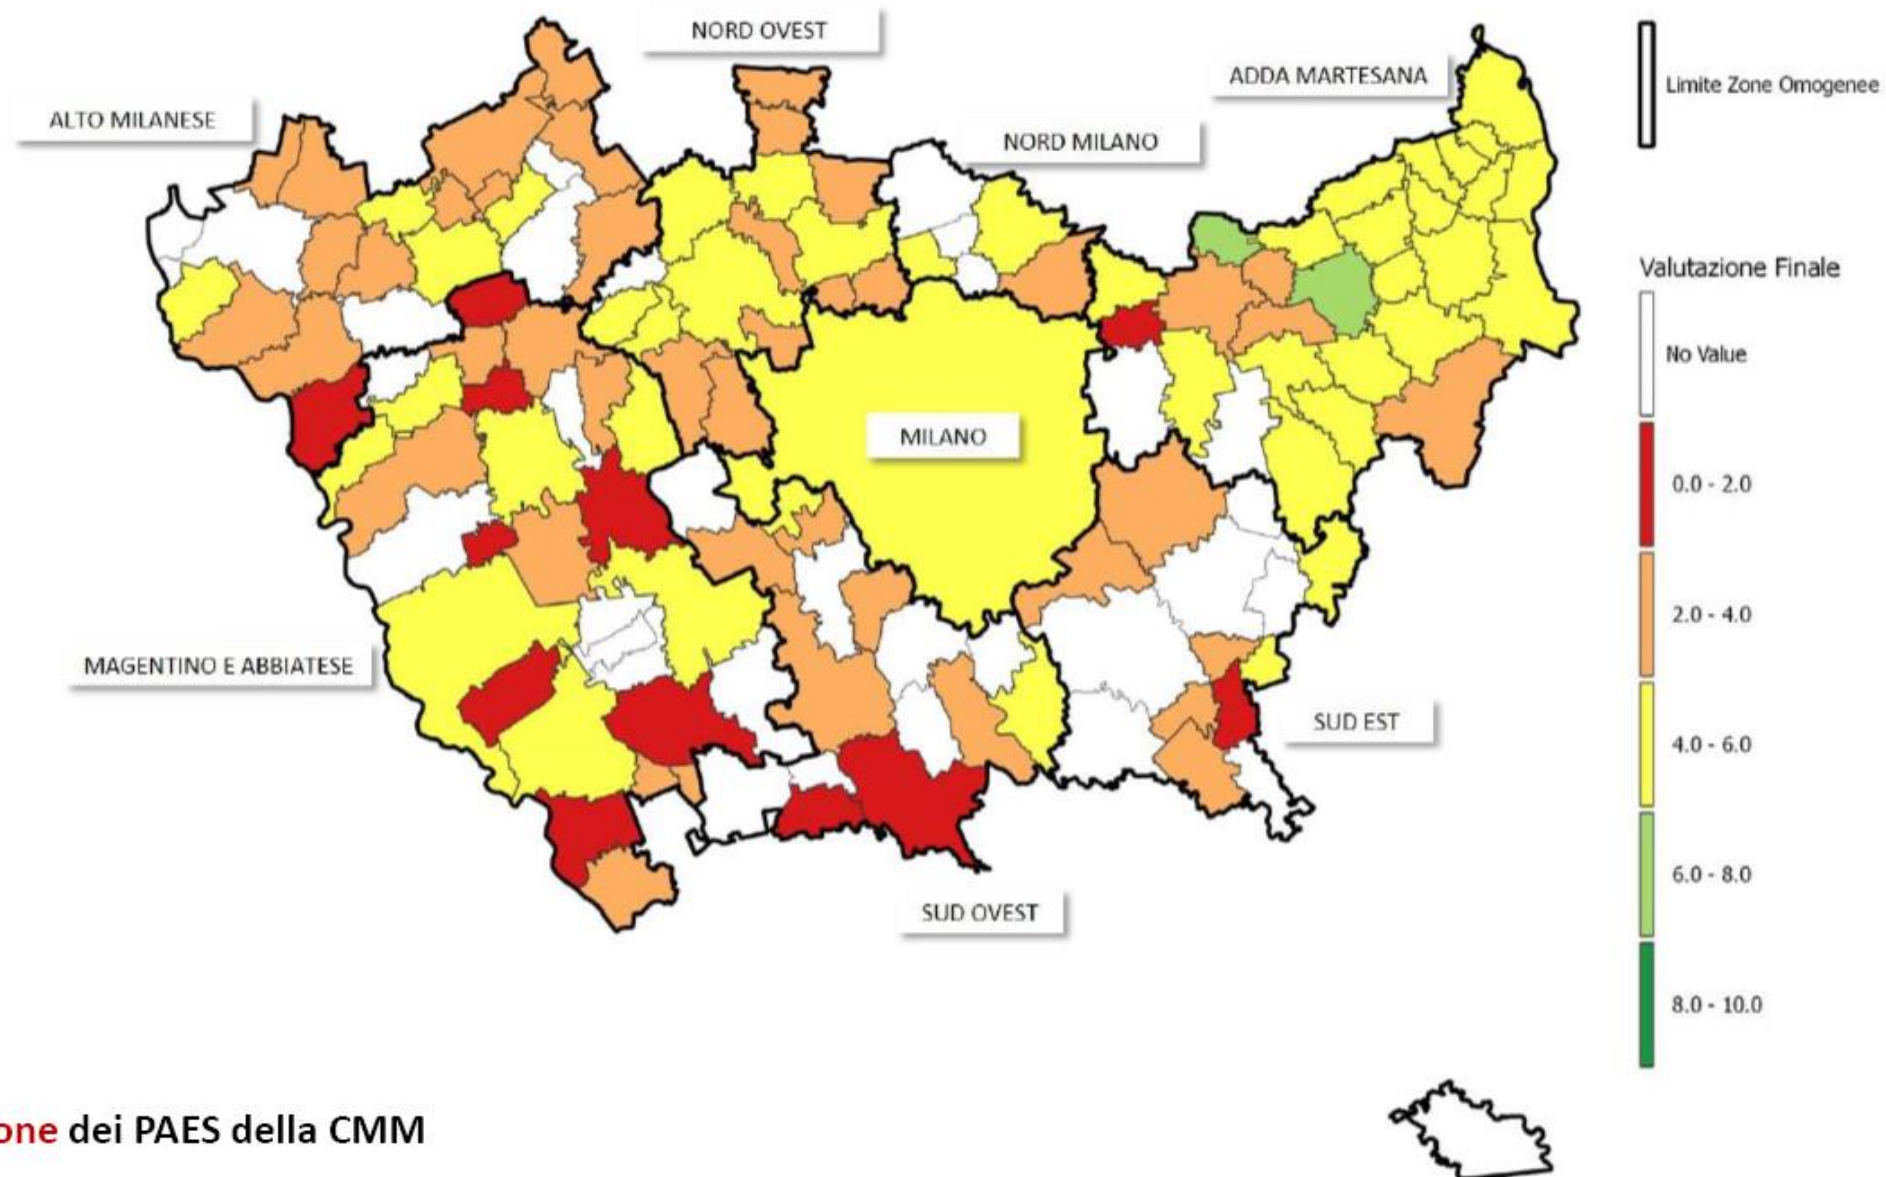 NORD OVEST
ADDA MARTESANA
ALTO MILANESE
NORD MILANO
MILANO
MAGENTINO E ABBIATESE
SUD EST
SUD OVEST
Limite Zone Omogenee
Valutazione Finale
No Value
0.0 - 2.0
2.0 - 4.0
4.0 - 6.0
6.0 - 8.0
8.0 - 10.0
one dei PAES della CMM